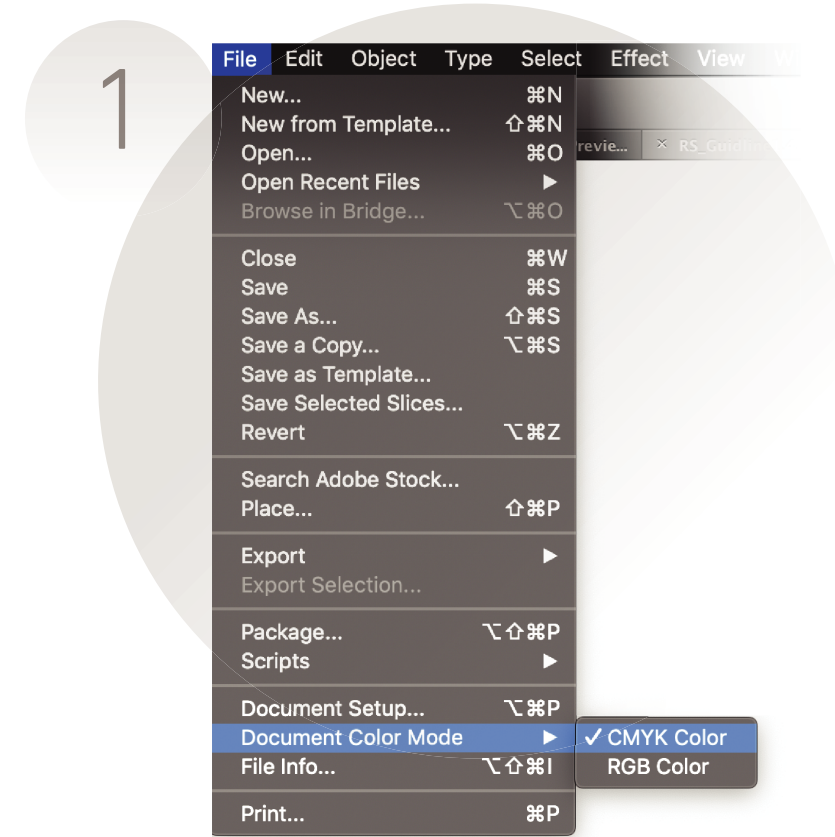 1
File Edit Object Type Select Effect View
New... ⌘N
New from Template... ⇧⌘N
Open... ⌘O
Open Recent Files ▶
Browse in Bridge... ⌥⌘O
Close ⌘W
Save ⌘S
Save As... ⇧⌘S
Save a Copy... ⌥⌘S
Save as Template...
Save Selected Slices...
Revert ⌥⌘Z
Search Adobe Stock...
Place... ⇧⌘P
Export ▶
Export Selection...
Package... ⌥⇧⌘P
Scripts ▶
Document Setup... ⌥⌘P
Document Color Mode ▶ ✓ CMYK Color
File Info... ⌥⇧⌘I RGB Color
Print... ⌘P